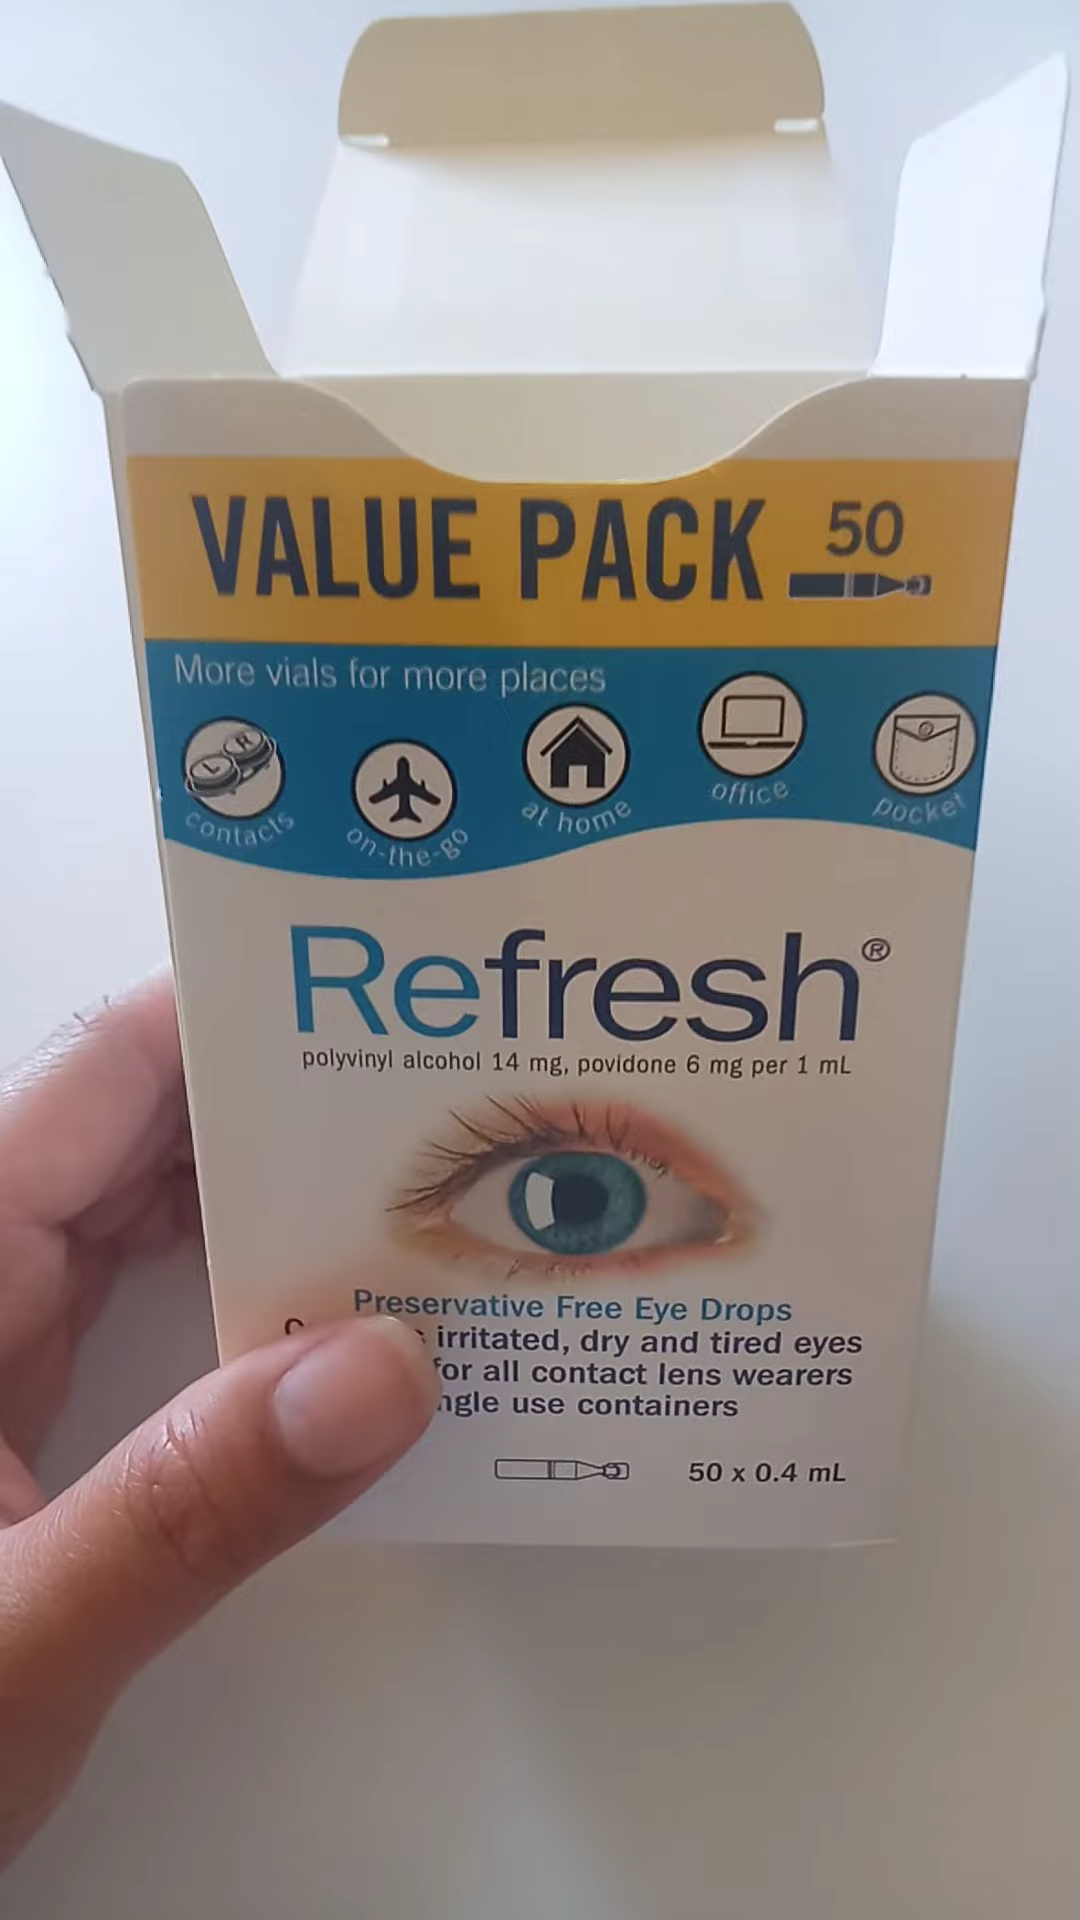 VALUE PACK 50
More vials for more places
L R
contacts
on-the-go
at home
office
pocket
Refresh®
polyvinyl alcohol 14 mg, povidone 6 mg per 1 mL
Preservative Free Eye Drops
irritated, dry and tired eyes
for all contact lens wearers
use containers
50 x 0.4 mL